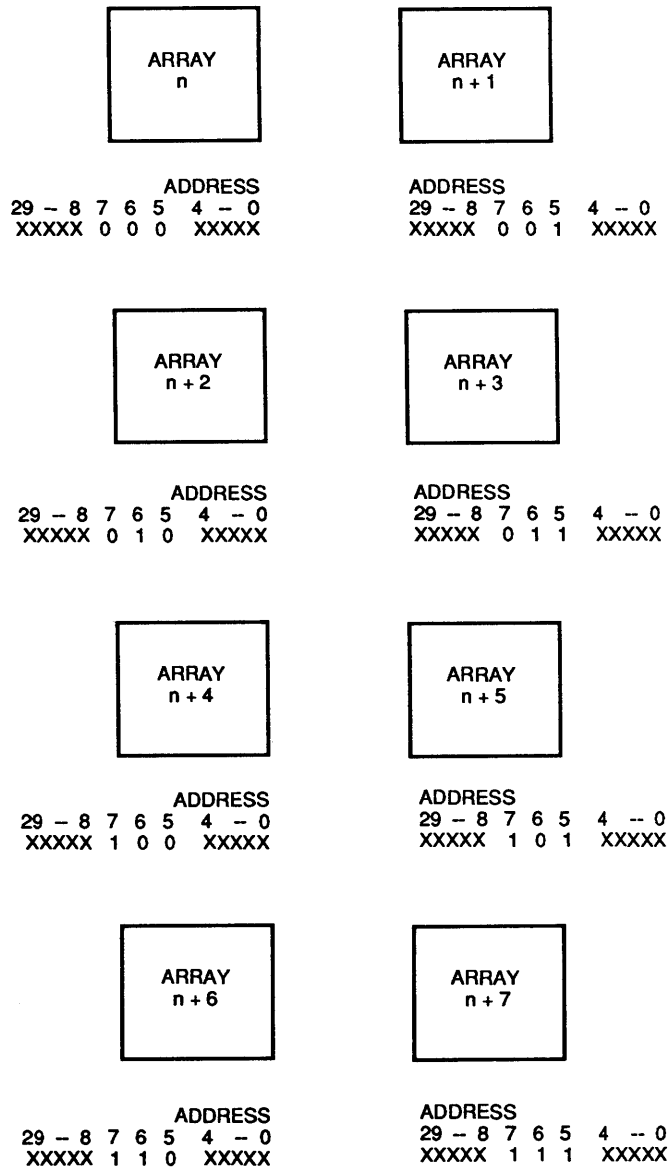 ARRAY
n
ARRAY
n + 1
ADDRESS
29 -- 8 7 6 5 4 -- 0
XXXXX 0 0 0 XXXXX
ADDRESS
29 -- 8 7 6 5 4 -- 0
XXXXX 0 0 1 XXXXX
ARRAY
n + 2
ARRAY
n + 3
ADDRESS
29 -- 8 7 6 5 4 -- 0
XXXXX 0 1 0 XXXXX
ADDRESS
29 -- 8 7 6 5 4 -- 0
XXXXX 0 1 1 XXXXX
ARRAY
n + 4
ARRAY
n + 5
ADDRESS
29 -- 8 7 6 5 4 -- 0
XXXXX 1 0 0 XXXXX
ADDRESS
29 -- 8 7 6 5 4 -- 0
XXXXX 1 0 1 XXXXX
ARRAY
n + 6
ARRAY
n + 7
ADDRESS
29 -- 8 7 6 5 4 -- 0
XXXXX 1 1 0 XXXXX
ADDRESS
29 -- 8 7 6 5 4 -- 0
XXXXX 1 1 1 XXXXX